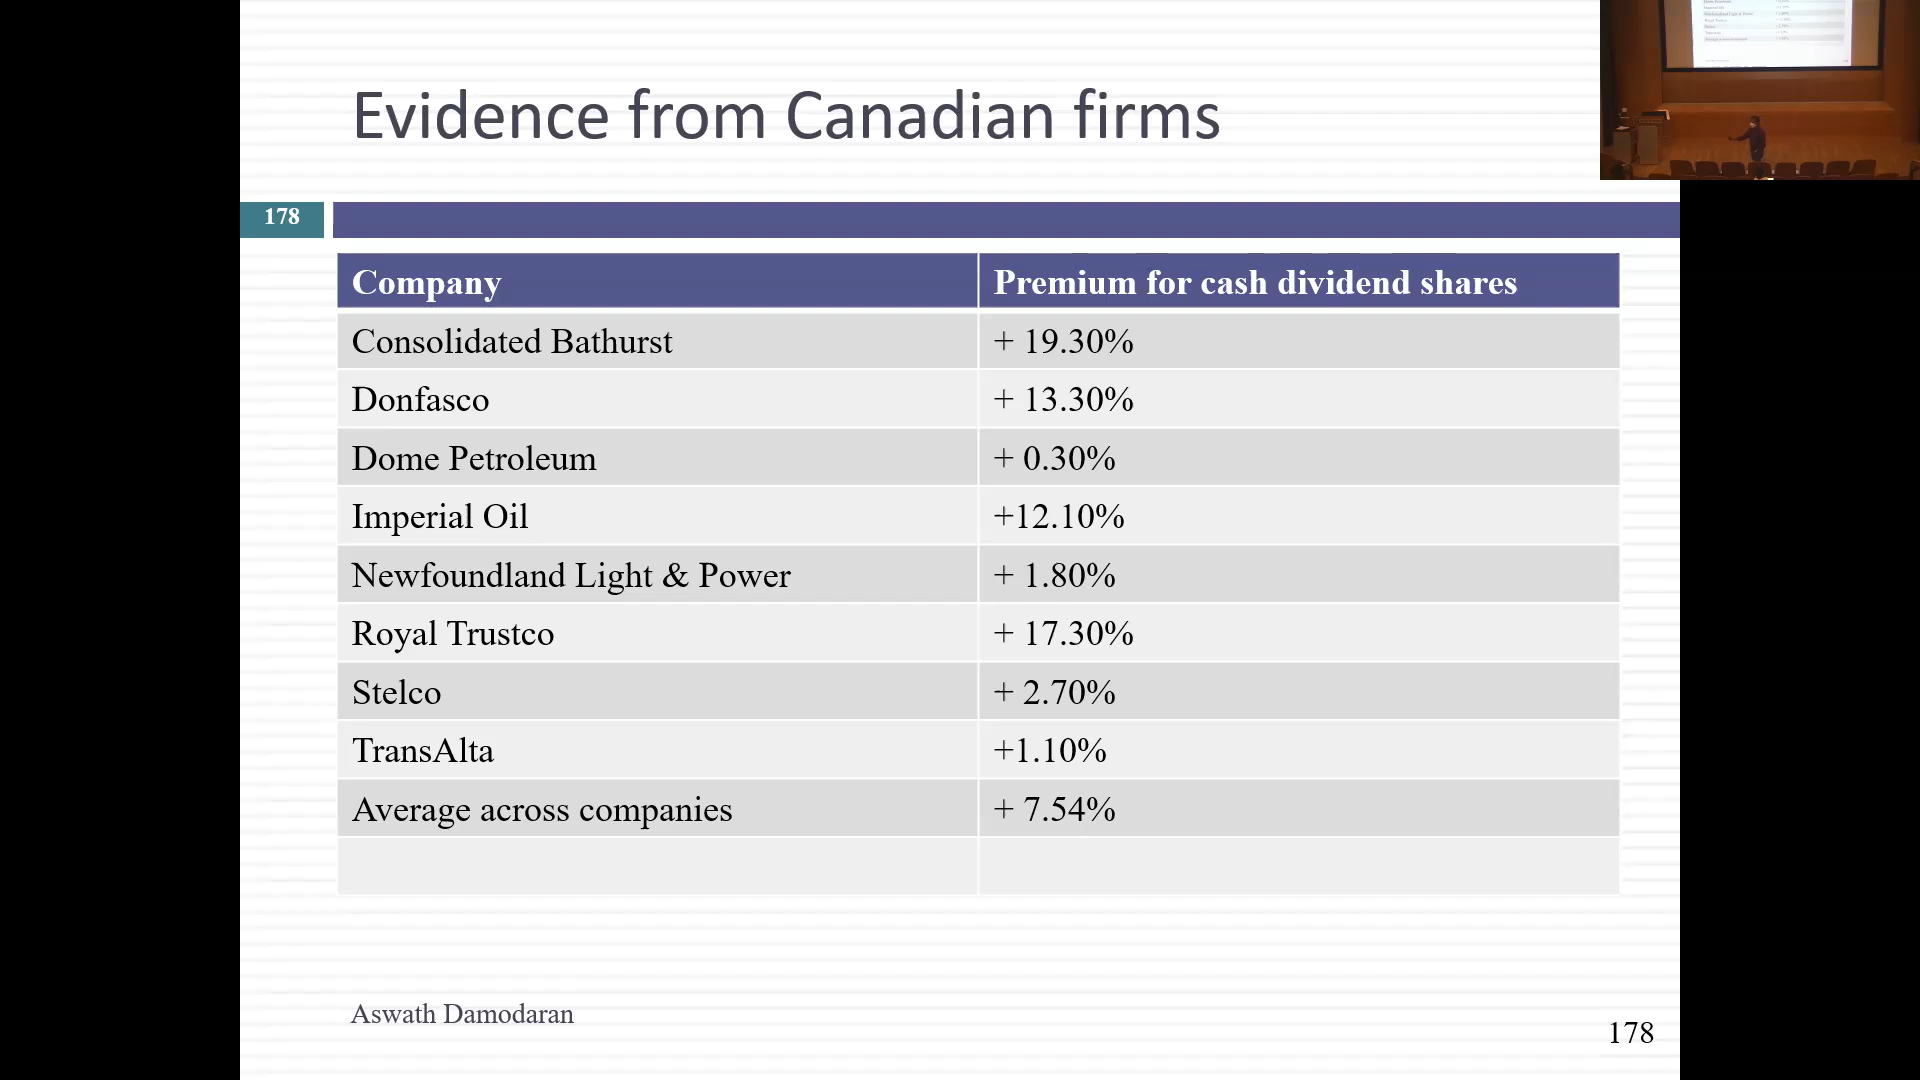 Evidence from Canadian firms
178
Company Premium for cash dividend shares
Consolidated Bathurst + 19.30%
Donfasco + 13.30%
Dome Petroleum + 0.30%
Imperial Oil +12.10%
Newfoundland Light & Power + 1.80%
Royal Trustco + 17.30%
Stelco + 2.70%
TransAlta +1.10%
Average across companies + 7.54%
Aswath Damodaran
178